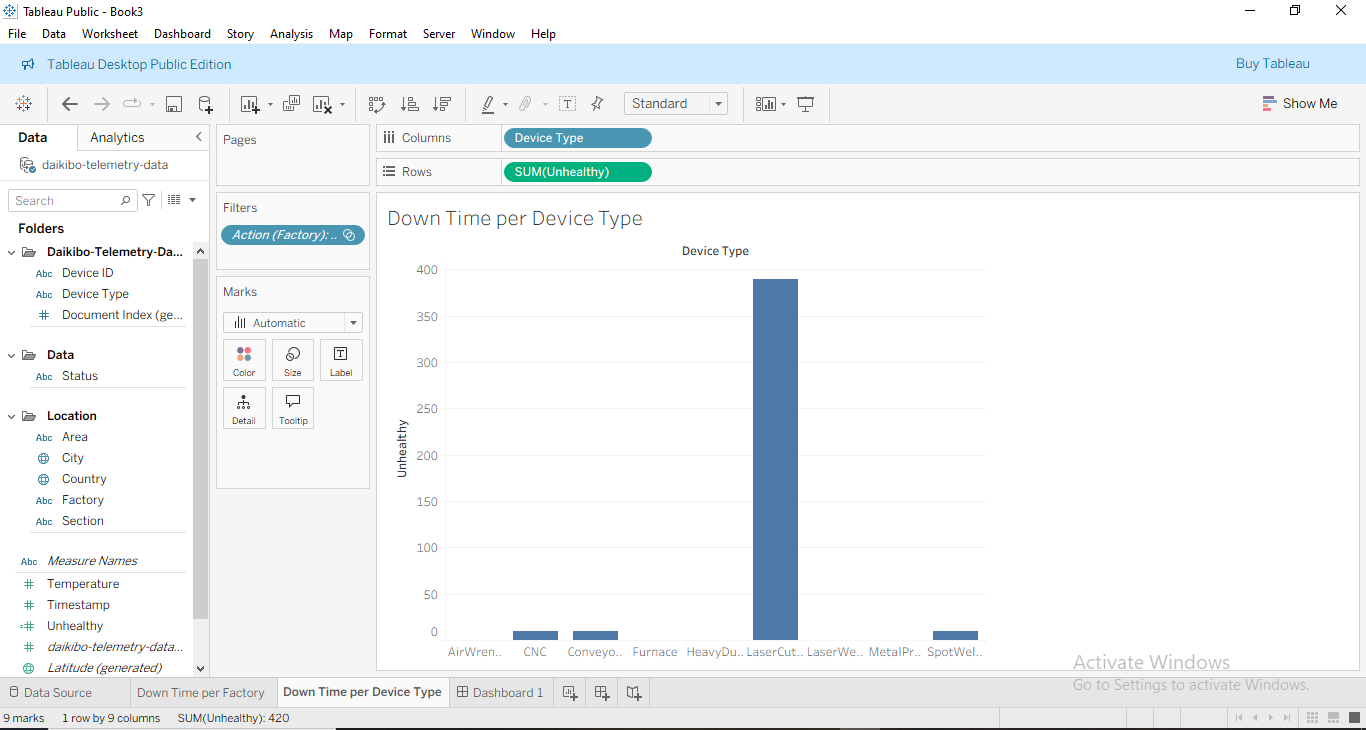 Tableau Public - Book3
File Data Worksheet Dashboard Story Analysis Map Format Server Window Help
Tableau Desktop Public Edition
Buy Tableau
Standard
Show Me
Data
Analytics
daikibo-telemetry-data
Search
Folders
Daikibo-Telemetry-Da...
Abc Device ID
Abc Device Type
# Document Index (ge...
Data
Abc Status
Location
Abc Area
City
Country
Abc Factory
Abc Section
Abc Measure Names
# Temperature
# Timestamp
=# Unhealthy
# daikibo-telemetry-data...
Latitude (generated)
Pages
Filters
Action (Factory): ..
Marks
Automatic
Color
Size
Label
Detail
Tooltip
Columns
Device Type
Rows
SUM(Unhealthy)
Down Time per Device Type
Device Type
400
350
300
250
200
150
100
50
0
Unhealthy
AirWren.. CNC Conveyo.. Furnace HeavyDu.. LaserCut.. LaserWe.. MetalPr.. SpotWel..
Activate Windows
Go to Settings to activate Windows.
Data Source
Down Time per Factory
Down Time per Device Type
Dashboard 1
9 marks
1 row by 9 columns
SUM(Unhealthy): 420